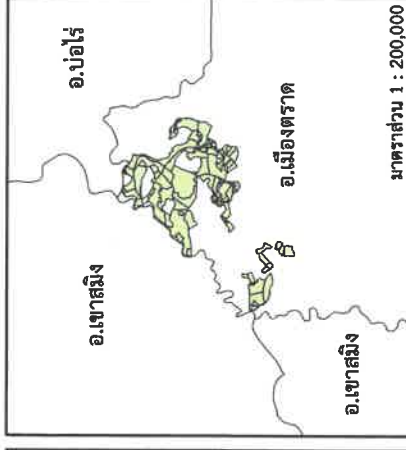 อ.บ่อไร่
อ.เขาสมิง
อ.เมืองตราด
อ.เขาสมิง
มาตราส่วน 1 : 200,000